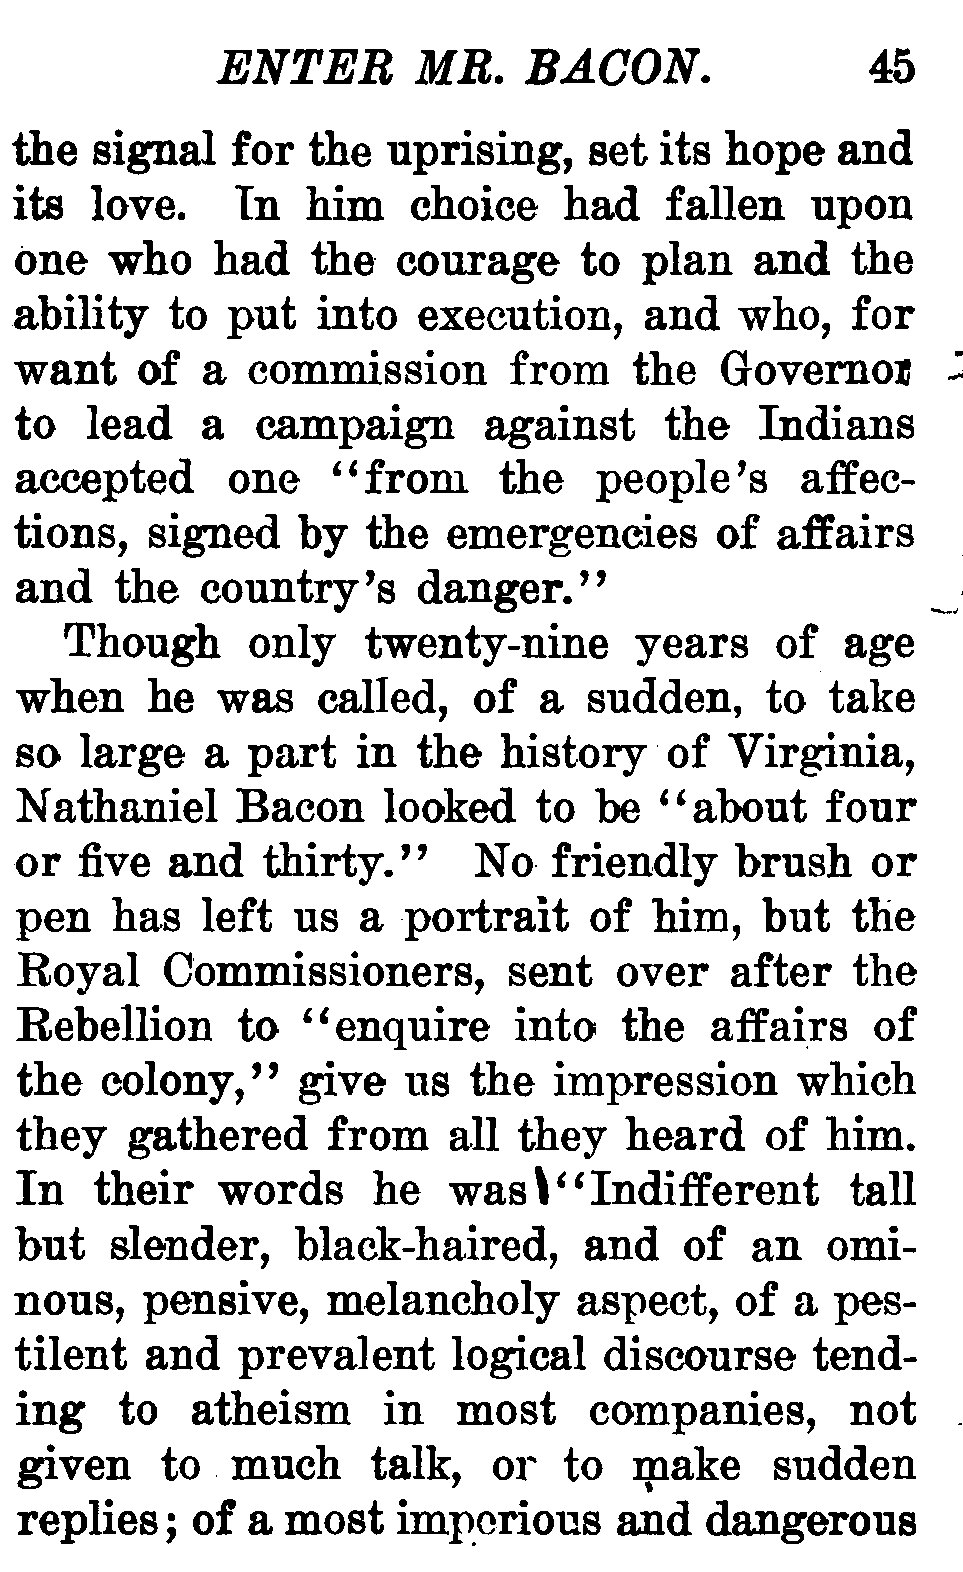 ENTER MR. BACON. 45
the signal for the uprising, set its hope and
its love. In him choice had fallen upon
one who had the courage to plan and the
ability to put into execution, and who, for
want of a commission from the Governor
to lead a campaign against the Indians
accepted one "from the people's affec-
tions, signed by the emergencies of affairs
and the country's danger."
Though only twenty-nine years of age
when he was called, of a sudden, to take
so large a part in the history of Virginia,
Nathaniel Bacon looked to be "about four
or five and thirty." No friendly brush or
pen has left us a portrait of him, but the
Royal Commissioners, sent over after the
Rebellion to "enquire into the affairs of
the colony," give us the impression which
they gathered from all they heard of him.
In their words he was "Indifferent tall
but slender, black-haired, and of an omi-
nous, pensive, melancholy aspect, of a pes-
tilent and prevalent logical discourse tend-
ing to atheism in most companies, not
given to much talk, or to make sudden
replies; of a most imperious and dangerous